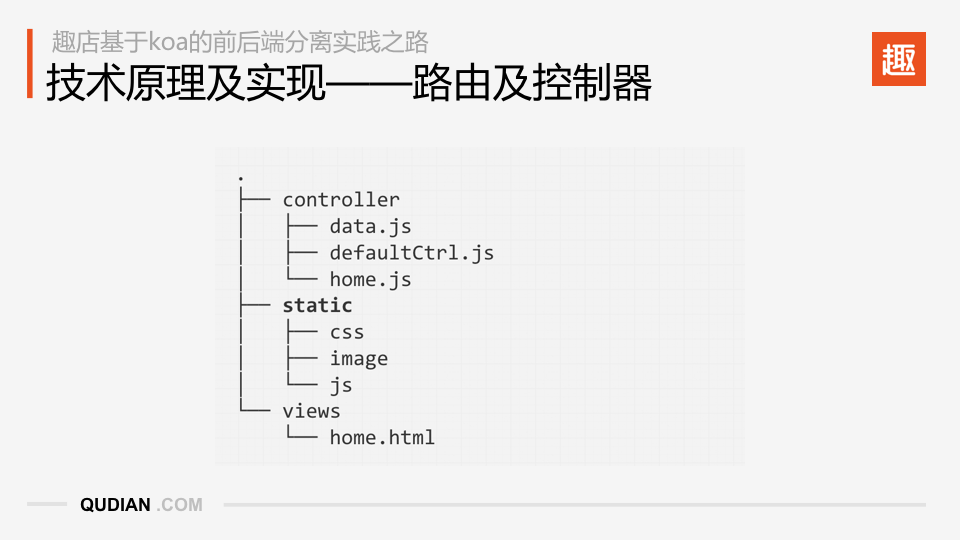 趣店基于koa的前后端分离实践之路
技术原理及实现——路由及控制器
趣
.
├── controller
│   ├── data.js
│   ├── defaultCtrl.js
│   └── home.js
├── static
│   ├── css
│   ├── image
│   └── js
└── views
    └── home.html
QUDIAN .COM